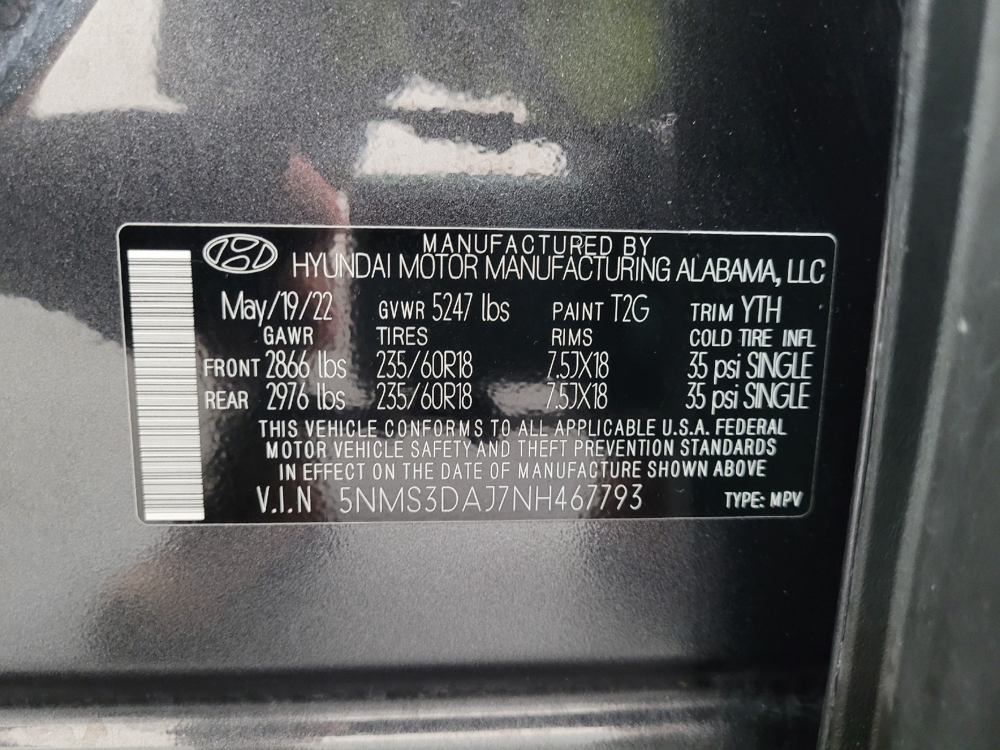 MANUFACTURED BY
HYUNDAI MOTOR MANUFACTURING ALABAMA, LLC
May/19/22 GVWR 5247 lbs PAINT T2G TRIM YTH
GAWR TIRES RIMS COLD TIRE INFL
FRONT 2866 lbs 235/60R18 7.5JX18 35 psi SINGLE
REAR 2976 lbs 235/60R18 7.5JX18 35 psi SINGLE
THIS VEHICLE CONFORMS TO ALL APPLICABLE U.S.A. FEDERAL
MOTOR VEHICLE SAFETY AND THEFT PREVENTION STANDARDS
IN EFFECT ON THE DATE OF MANUFACTURE SHOWN ABOVE
V.I.N 5NMS3DAJ7NH467793 TYPE: MPV